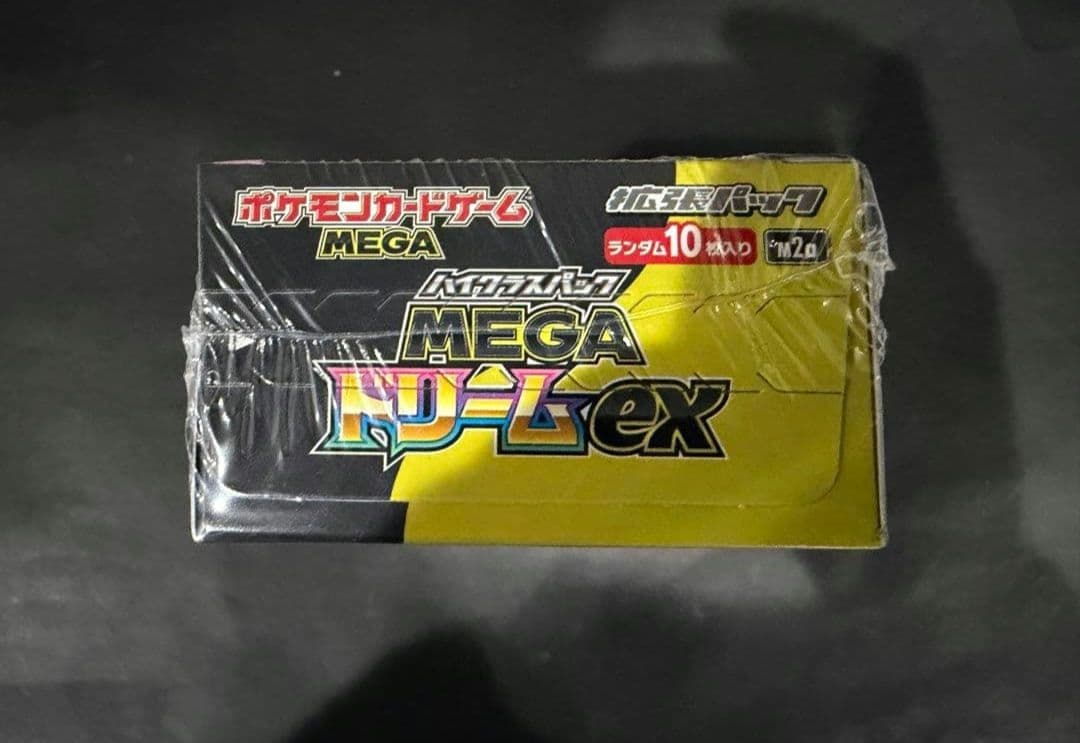 ポケモンカードゲーム
MEGA
拡張パック
ランダム10枚入り
M2a
ハイクラスパック
MEGA
ドリームex